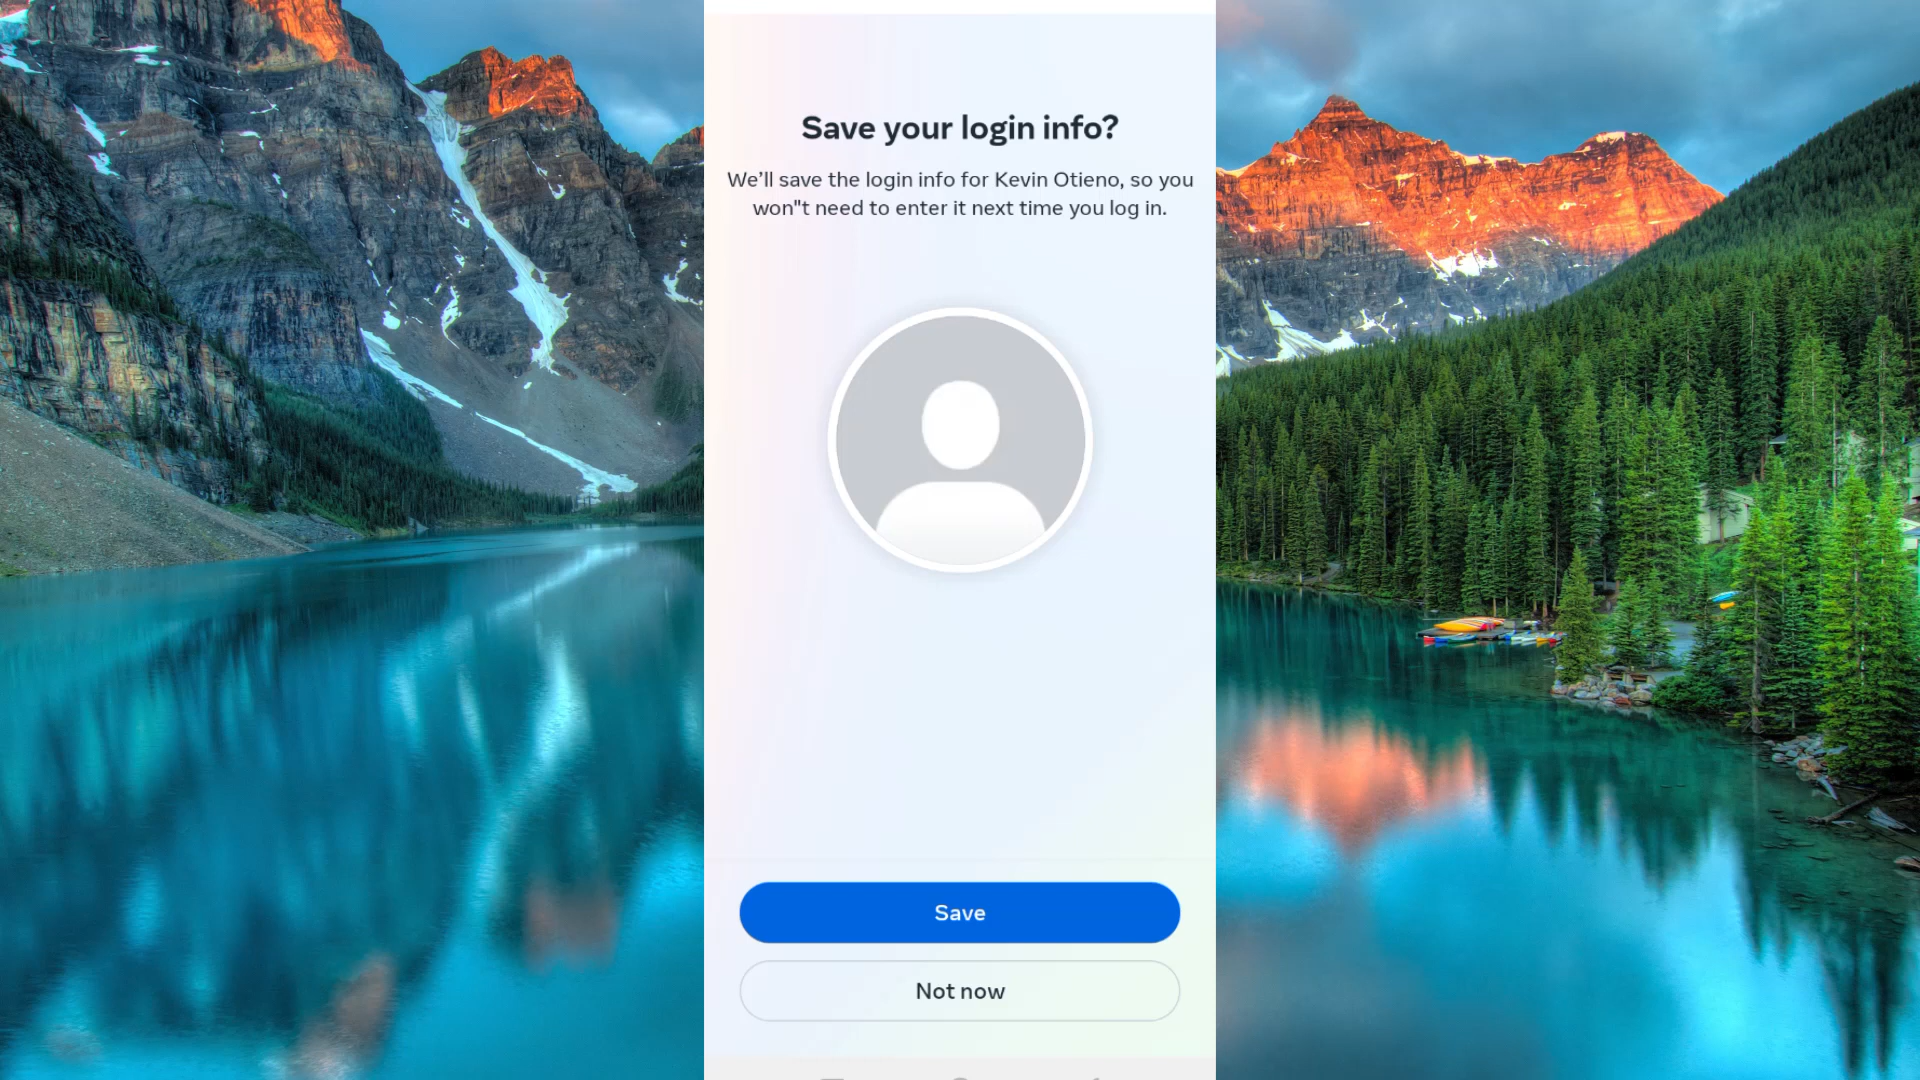 Save your login info?
We’ll save the login info for Kevin Otieno, so you
won"t need to enter it next time you log in.
Save
Not now